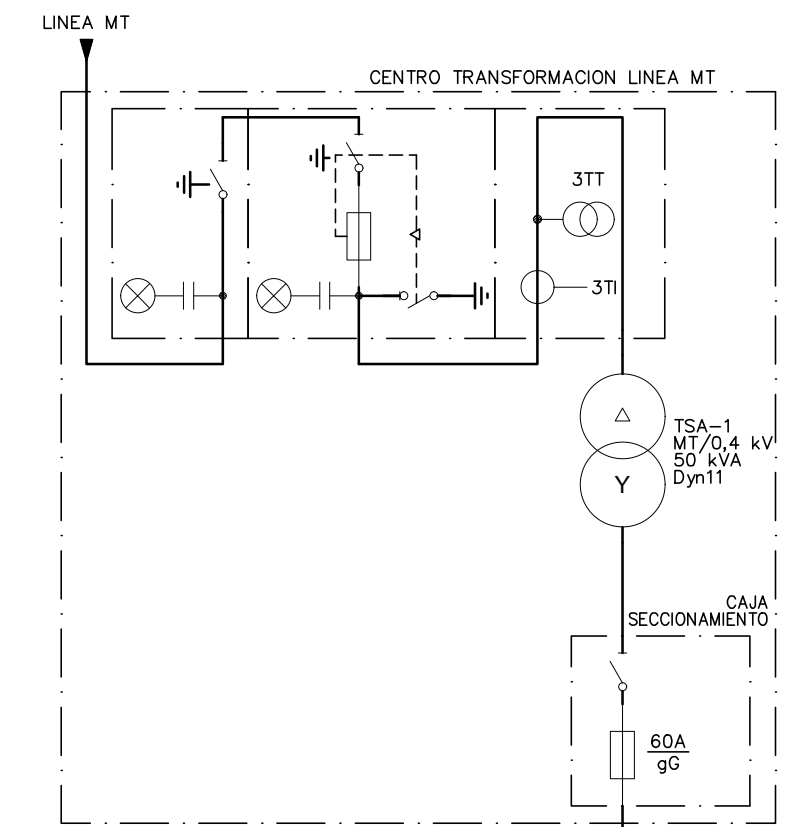 LINEA MT
CENTRO TRANSFORMACION LINEA MT
3TT
3TI
TSA-1
MT/0,4 kV
50 kVA
Dyn11
Y
CAJA
SECCIONAMIENTO
60A
gG